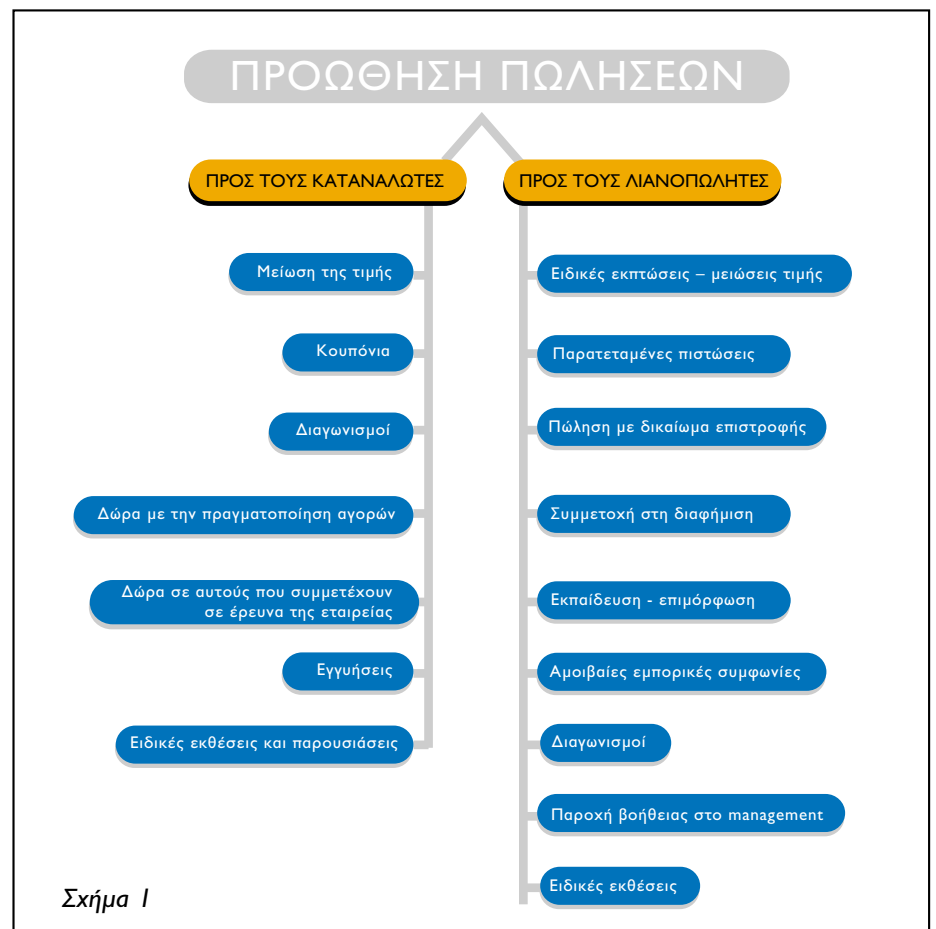 ΠΡΟΩΘΗΣΗ ΠΩΛΗΣΕΩΝ
ΠΡΟΣ ΤΟΥΣ ΚΑΤΑΝΑΛΩΤΕΣ
Μείωση της τιμής
Κουπόνια
Διαγωνισμοί
Δώρα με την πραγματοποίηση αγορών
Δώρα σε αυτούς που συμμετέχουν
σε έρευνα της εταιρείας
Εγγυήσεις
Ειδικές εκθέσεις και παρουσιάσεις
ΠΡΟΣ ΤΟΥΣ ΛΙΑΝΟΠΩΛΗΤΕΣ
Ειδικές εκπτώσεις – μειώσεις τιμής
Παρατεταμένες πιστώσεις
Πώληση με δικαίωμα επιστροφής
Συμμετοχή στη διαφήμιση
Εκπαίδευση - επιμόρφωση
Αμοιβαίες εμπορικές συμφωνίες
Διαγωνισμοί
Παροχή βοήθειας στο management
Ειδικές εκθέσεις
Σχήμα 1